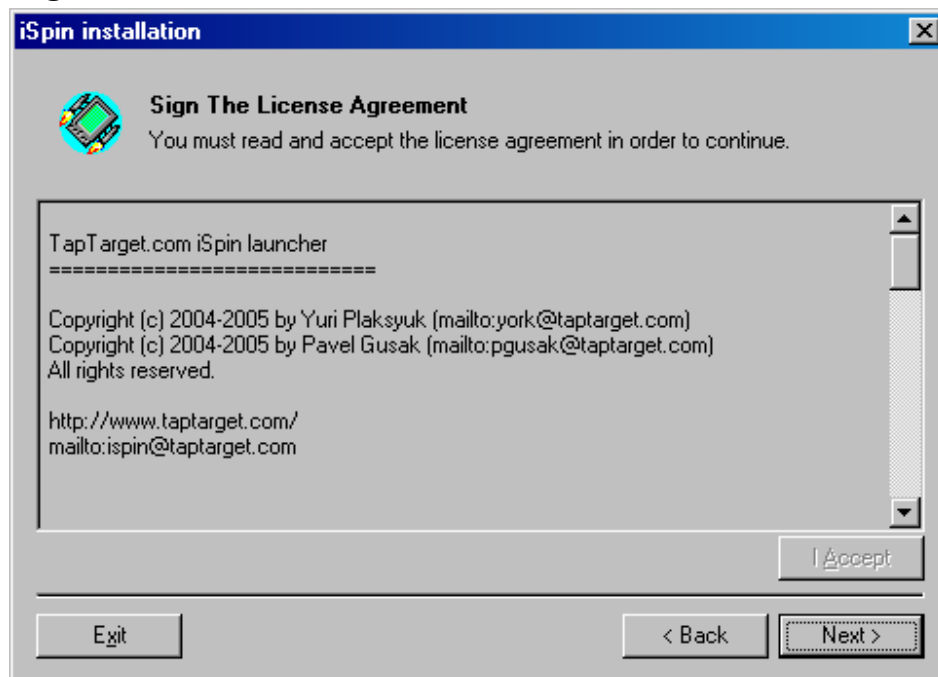 iSpin installation
Sign The License Agreement
You must read and accept the license agreement in order to continue.
TapTarget.com iSpin launcher
============================
Copyright (c) 2004-2005 by Yuri Plaksyuk (mailto:york@taptarget.com)
Copyright (c) 2004-2005 by Pavel Gusak (mailto:pgusak@taptarget.com)
All rights reserved.
http://www.taptarget.com/
mailto:ispin@taptarget.com
I Accept
Exit
< Back
Next >